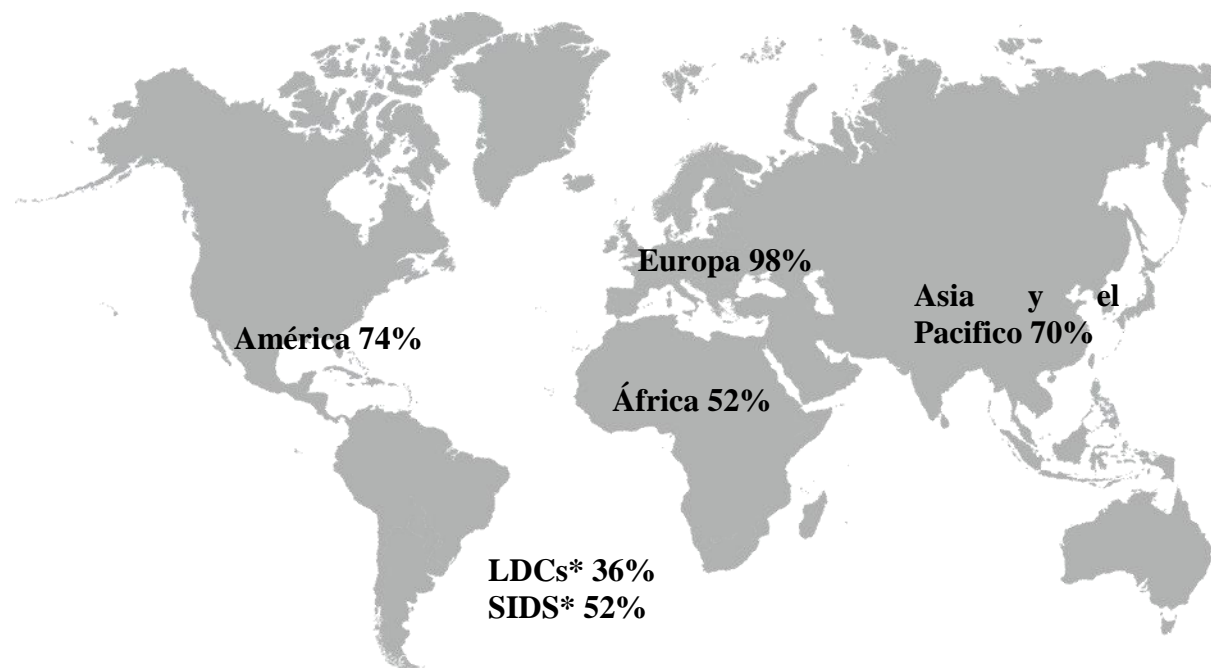 Europa 98%
Asia y el
Pacifico 70%
América 74%
África 52%
LDCs* 36%
SIDS* 52%